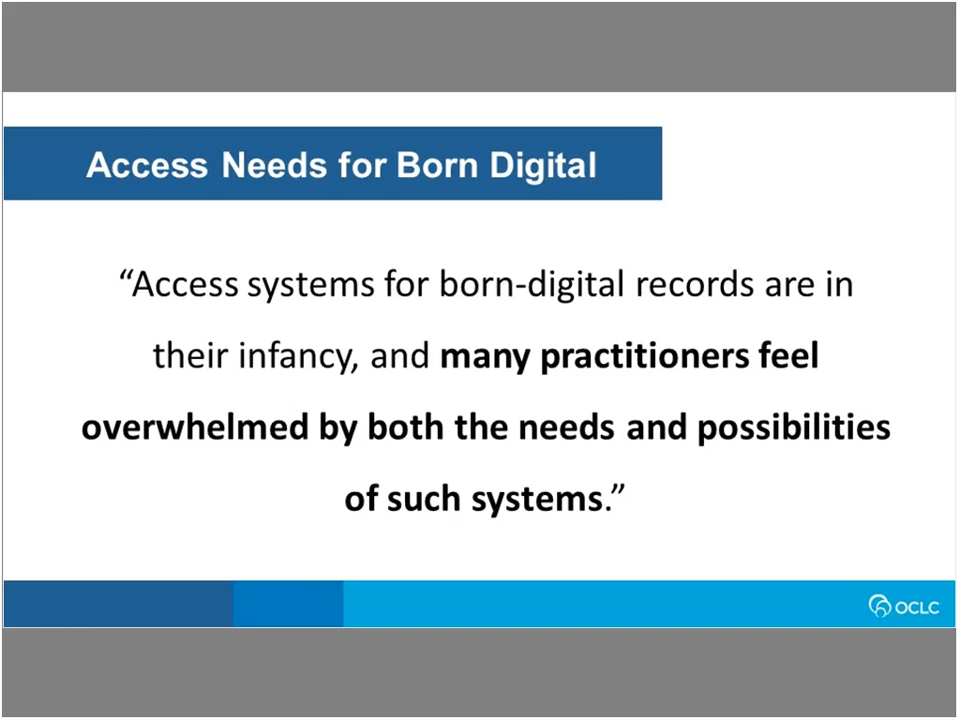 Access Needs for Born Digital
“Access systems for born-digital records are in
their infancy, and many practitioners feel
overwhelmed by both the needs and possibilities
of such systems.”
OCLC